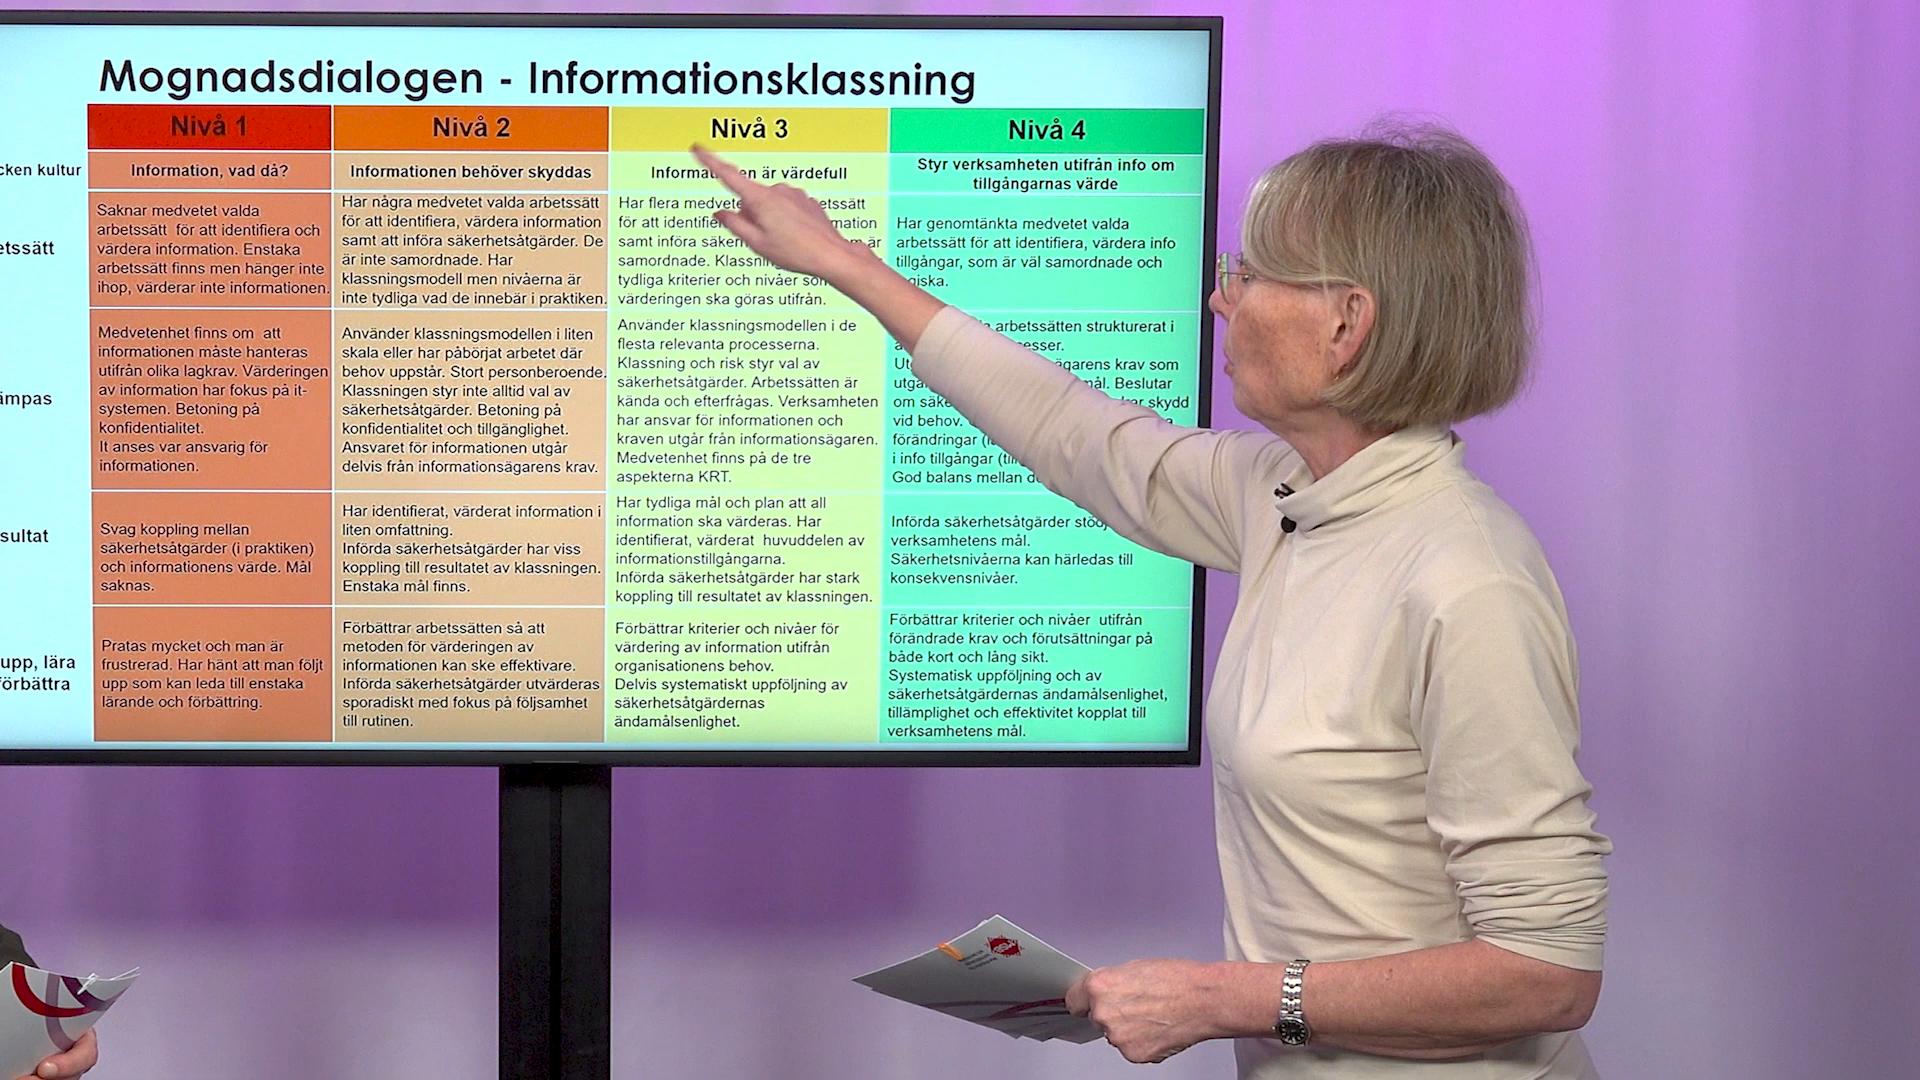 Mognadsdialogen - Informationsklassning
Nivå 1
Nivå 2
Nivå 3
Nivå 4
cken kultur
Information, vad då?
Informationen behöver skyddas
är värdefull
Styr verksamheten utifrån info om
tillgångarnas värde
etssätt
Saknar medvetet valda
arbetssätt för att identifiera och
värdera information. Enstaka
arbetssätt finns men hänger inte
ihop, värderar inte informationen.
Har några medvetet valda arbetssätt
för att identifiera, värdera information
samt att införa säkerhetsåtgärder. De
är inte samordnade. Har
klassningsmodell men nivåerna är
inte tydliga vad de innebär i praktiken.
Har flera
för att
samt införa är
samordnade.
tydliga kriterier och nivåer
värderingen ska göras utifrån.
Har genomtänkta medvetet valda
arbetssätt för att identifiera, värdera info
tillgångar, som är väl samordnade och
ämpas
Medvetenhet finns om att
informationen måste hanteras
utifrån olika lagkrav. Värderingen
av information har fokus på it-
systemen. Betoning på
konfidentialitet.
It anses var ansvarig för
informationen.
Använder klassningsmodellen i liten
skala eller har påbörjat arbetet där
behov uppstår. Stort personberoende.
Klassningen styr inte alltid val av
säkerhetsåtgärder. Betoning på
konfidentialitet och tillgänglighet.
Ansvaret för informationen utgår
delvis från informationsägarens krav.
Använder klassningsmodellen i de
flesta relevanta processerna.
Klassning och risk styr val av
säkerhetsåtgärder. Arbetssätten är
kända och efterfrågas. Verksamheten
har ansvar för informationen och
kraven utgår från informationsägaren.
Medvetenhet finns på de tre
aspekterna KRT.
arbetssätten strukturerat i
krav som
Beslutar
om skydd
vid behov.
förändringar
i info tillgångar
God balans mellan
sultat
Svag koppling mellan
säkerhetsåtgärder (i praktiken)
och informationens värde. Mål
saknas.
Har identifierat, värderat information i
liten omfattning.
Införda säkerhetsåtgärder har viss
koppling till resultatet av klassningen.
Enstaka mål finns.
Har tydliga mål och plan att all
information ska värderas. Har
identifierat, värderat huvuddelen av
informationstillgångarna.
Införda säkerhetsåtgärder har stark
koppling till resultatet av klassningen.
Införda säkerhetsåtgärder
verksamhetens mål.
Säkerhetsnivåerna kan härledas till
konsekvensnivåer.
upp, lära
förbättra
Pratas mycket och man är
frustrerad. Har hänt att man följt
upp som kan leda till enstaka
lärande och förbättring.
Förbättrar arbetssätten så att
metoden för värderingen av
informationen kan ske effektivare.
Införda säkerhetsåtgärder utvärderas
sporadiskt med fokus på följsamhet
till rutinen.
Förbättrar kriterier och nivåer för
värdering av information utifrån
organisationens behov.
Delvis systematiskt uppföljning av
säkerhetsåtgärdernas
ändamålsenlighet.
Förbättrar kriterier och nivåer utifrån
förändrade krav och förutsättningar på
både kort och lång sikt.
Systematisk uppföljning och av
säkerhetsåtgärdernas ändamålsenlighet,
tillämplighet och effektivitet kopplat till
verksamhetens mål.